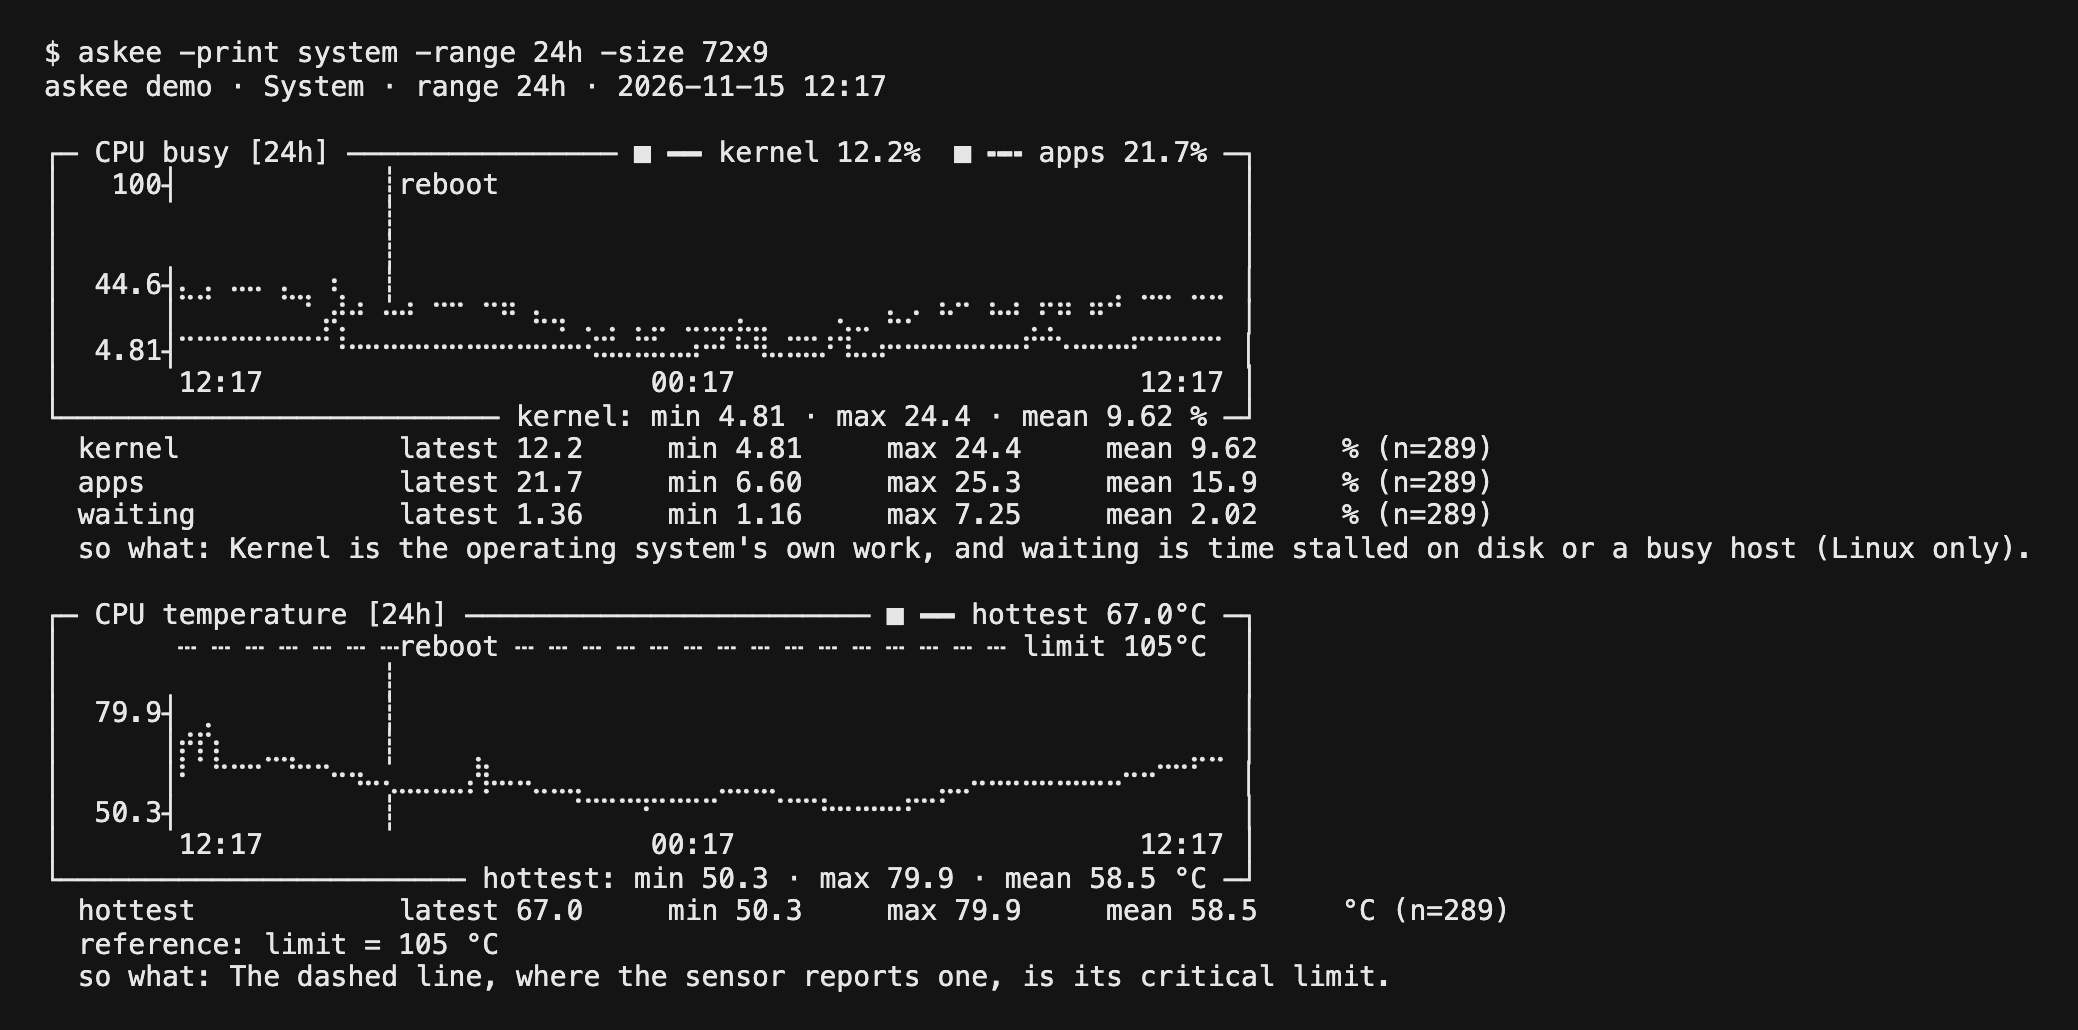 $ askee -print system -range 24h -size 72x9
askee demo · System · range 24h · 2026-11-15 12:17
CPU busy [24h] ■ ━━ kernel 12.2% ■ --- apps 21.7%
100
reboot
44.6
4.81
12:17 00:17 12:17
kernel: min 4.81 · max 24.4 · mean 9.62 %
kernel latest 12.2 min 4.81 max 24.4 mean 9.62 % (n=289)
apps latest 21.7 min 6.60 max 25.3 mean 15.9 % (n=289)
waiting latest 1.36 min 1.16 max 7.25 mean 2.02 % (n=289)
so what: Kernel is the operating system's own work, and waiting is time stalled on disk or a busy host (Linux only).
CPU temperature [24h] ■ ━━ hottest 67.0°C
reboot limit 105°C
79.9
50.3
12:17 00:17 12:17
hottest: min 50.3 · max 79.9 · mean 58.5 °C
hottest latest 67.0 min 50.3 max 79.9 mean 58.5 °C (n=289)
reference: limit = 105 °C
so what: The dashed line, where the sensor reports one, is its critical limit.